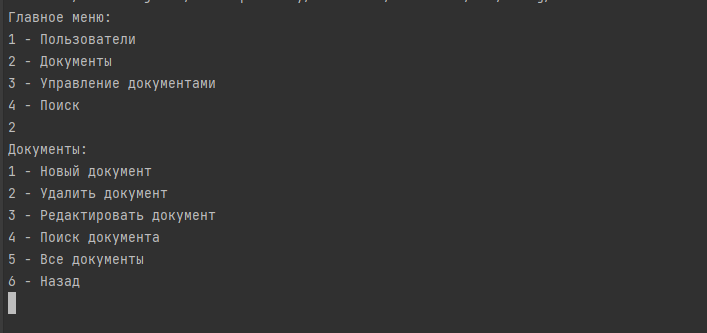 Главное меню:
1 - Пользователи
2 - Документы
3 - Управление документами
4 - Поиск
2
Документы:
1 - Новый документ
2 - Удалить документ
3 - Редактировать документ
4 - Поиск документа
5 - Все документы
6 - Назад